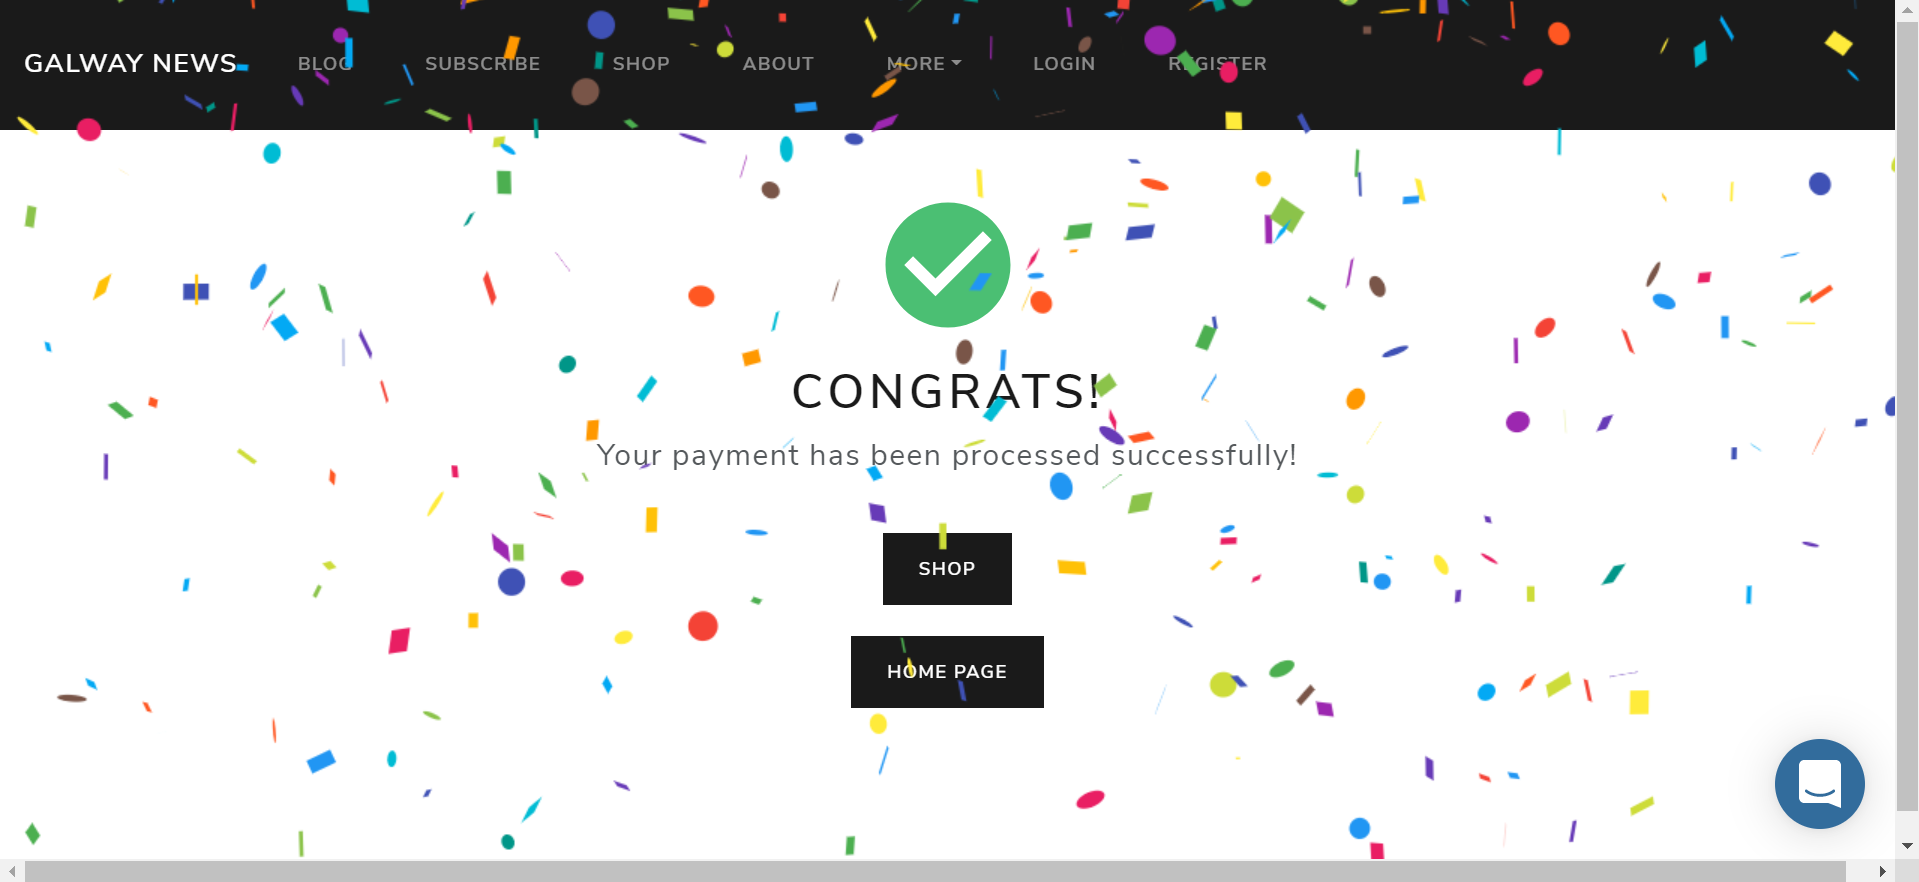 GALWAY NEWS BLOG SUBSCRIBE SHOP ABOUT MORE LOGIN REGISTER
CONGRATS!
Your payment has been processed successfully!
SHOP
HOME PAGE